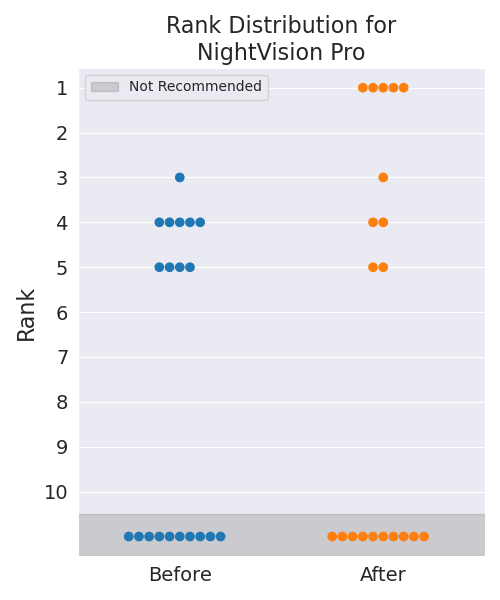 Rank Distribution for
NightVision Pro
Not Recommended
1
2
3
4
5
6
7
8
9
10
Rank
Before
After